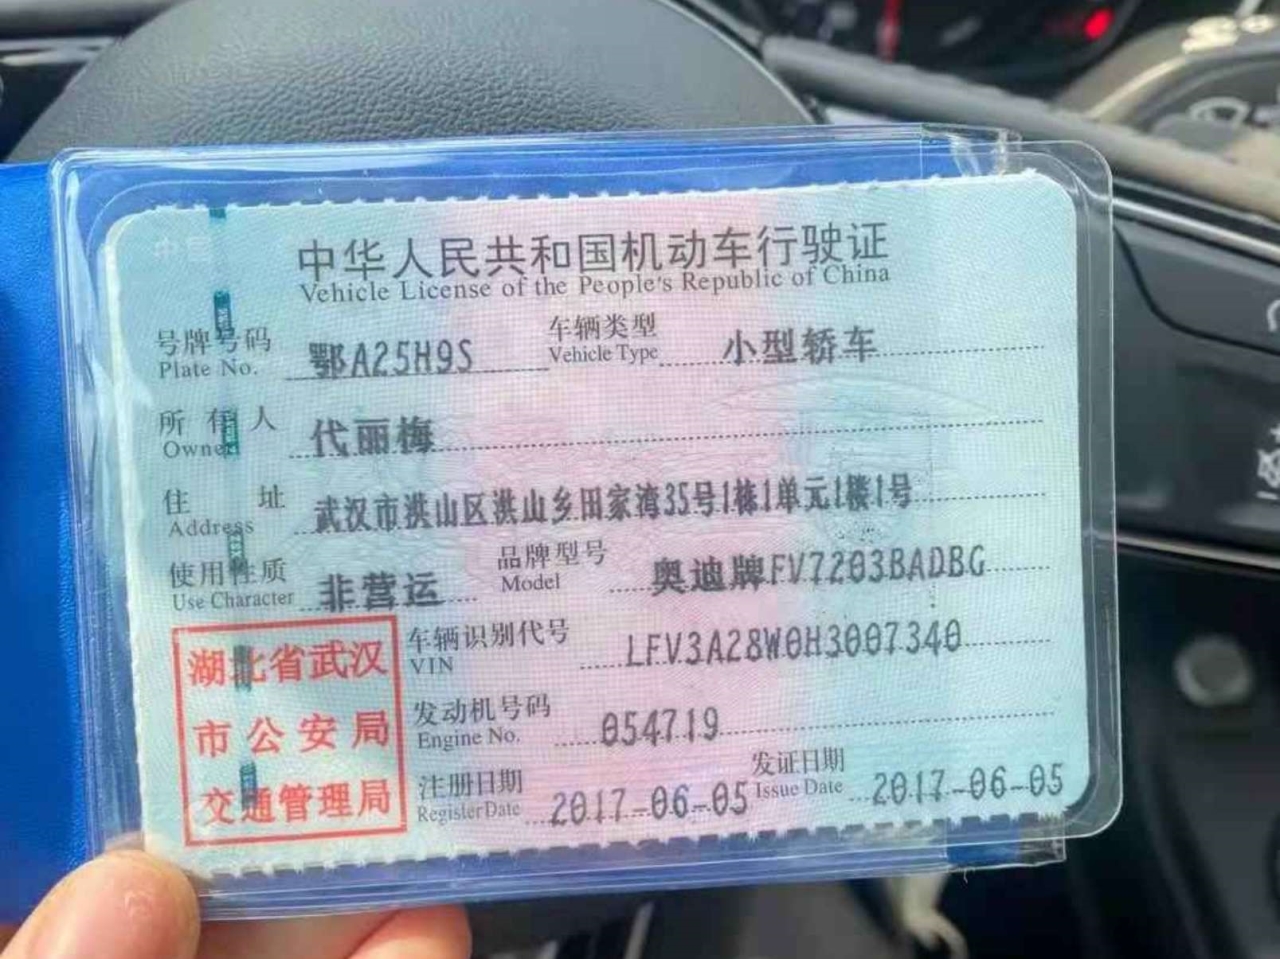 中华人民共和国机动车行驶证
Vehicle License of the People's Republic of China
号牌号码 鄂A25H9S 车辆类型 小型轿车
Plate No. Vehicle Type
所有人 代丽梅
Owner
住址 武汉市洪山区洪山乡田家湾35号1栋1单元1楼1号
Address
使用性质 非营运 品牌型号 奥迪牌FV7203BADBG
Use Character Model
湖北省武汉
市公安局
交通管理局
车辆识别代号 LFV3A28W0H3007340
VIN
发动机号码 054719
Engine No.
注册日期 2017-06-05 发证日期 2017-06-05
Register Date Issue Date